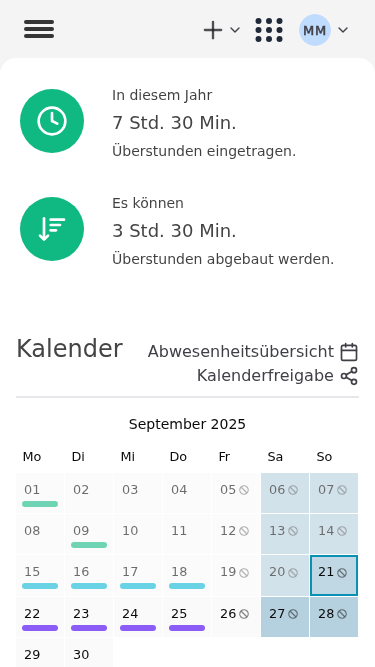 MM
In diesem Jahr
7 Std. 30 Min.
Überstunden eingetragen.
Es können
3 Std. 30 Min.
Überstunden abgebaut werden.
Kalender
Abwesenheitsübersicht
Kalenderfreigabe
September 2025
Mo Di Mi Do Fr Sa So
01 02 03 04 05 06 07
08 09 10 11 12 13 14
15 16 17 18 19 20 21
22 23 24 25 26 27 28
29 30